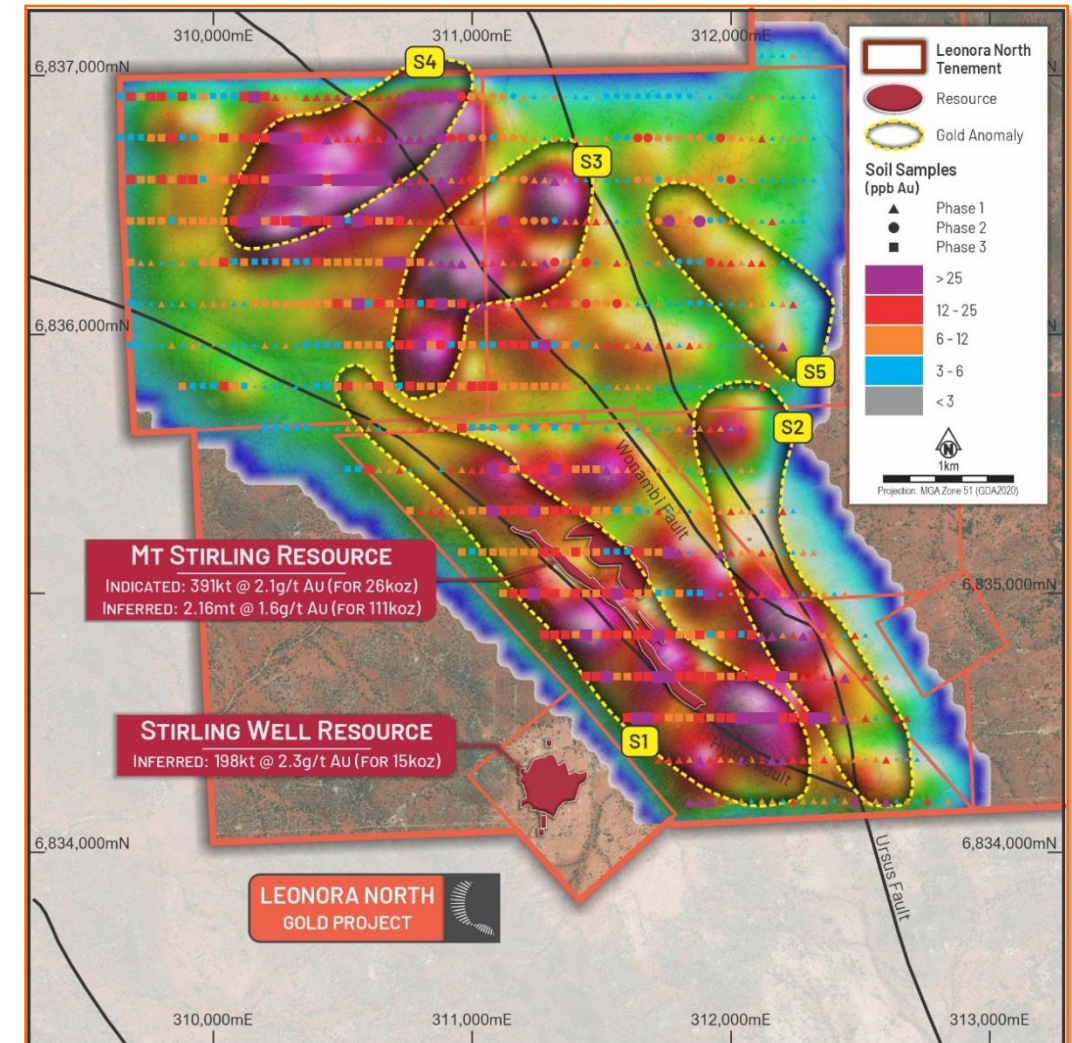 310,000mE
311,000mE
312,000mE
6,837,000mN
S4
S3
Leonora North
Tenement
Resource
Gold Anomaly
Soil Samples
(ppb Au)
Phase 1
Phase 2
Phase 3
> 25
12 - 25
6 - 12
3 - 6
< 3
N
1km
Projection: MGA Zone 51 (GDA2020)
6,836,000mN
S5
S2
Wonambi Fault
MT STIRLING RESOURCE
INDICATED: 391kt @ 2.1g/t Au (FOR 26koz)
INFERRED: 2.16mt @ 1.6g/t Au (FOR 111koz)
6,835,000mN
STIRLING WELL RESOURCE
INFERRED: 198kt @ 2.3g/t Au (FOR 15koz)
S1
Fault
6,834,000mN
6,834,000mN
Ursus Fault
LEONORA NORTH
GOLD PROJECT
310,000mE
311,000mE
312,000mE
313,000mE